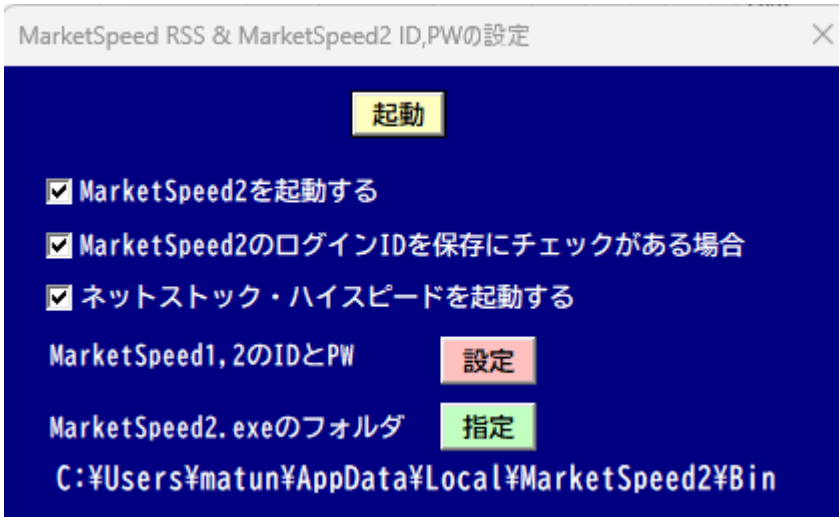 MarketSpeed RSS & MarketSpeed2 ID,PWの設定
起動
MarketSpeed2を起動する
MarketSpeed2のログインIDを保存にチェックがある場合
ネットストック・ハイスピードを起動する
MarketSpeed1,2のIDとPW 設定
MarketSpeed2.exeのフォルダ 指定
C:¥Users¥matun¥AppData¥Local¥MarketSpeed2¥Bin